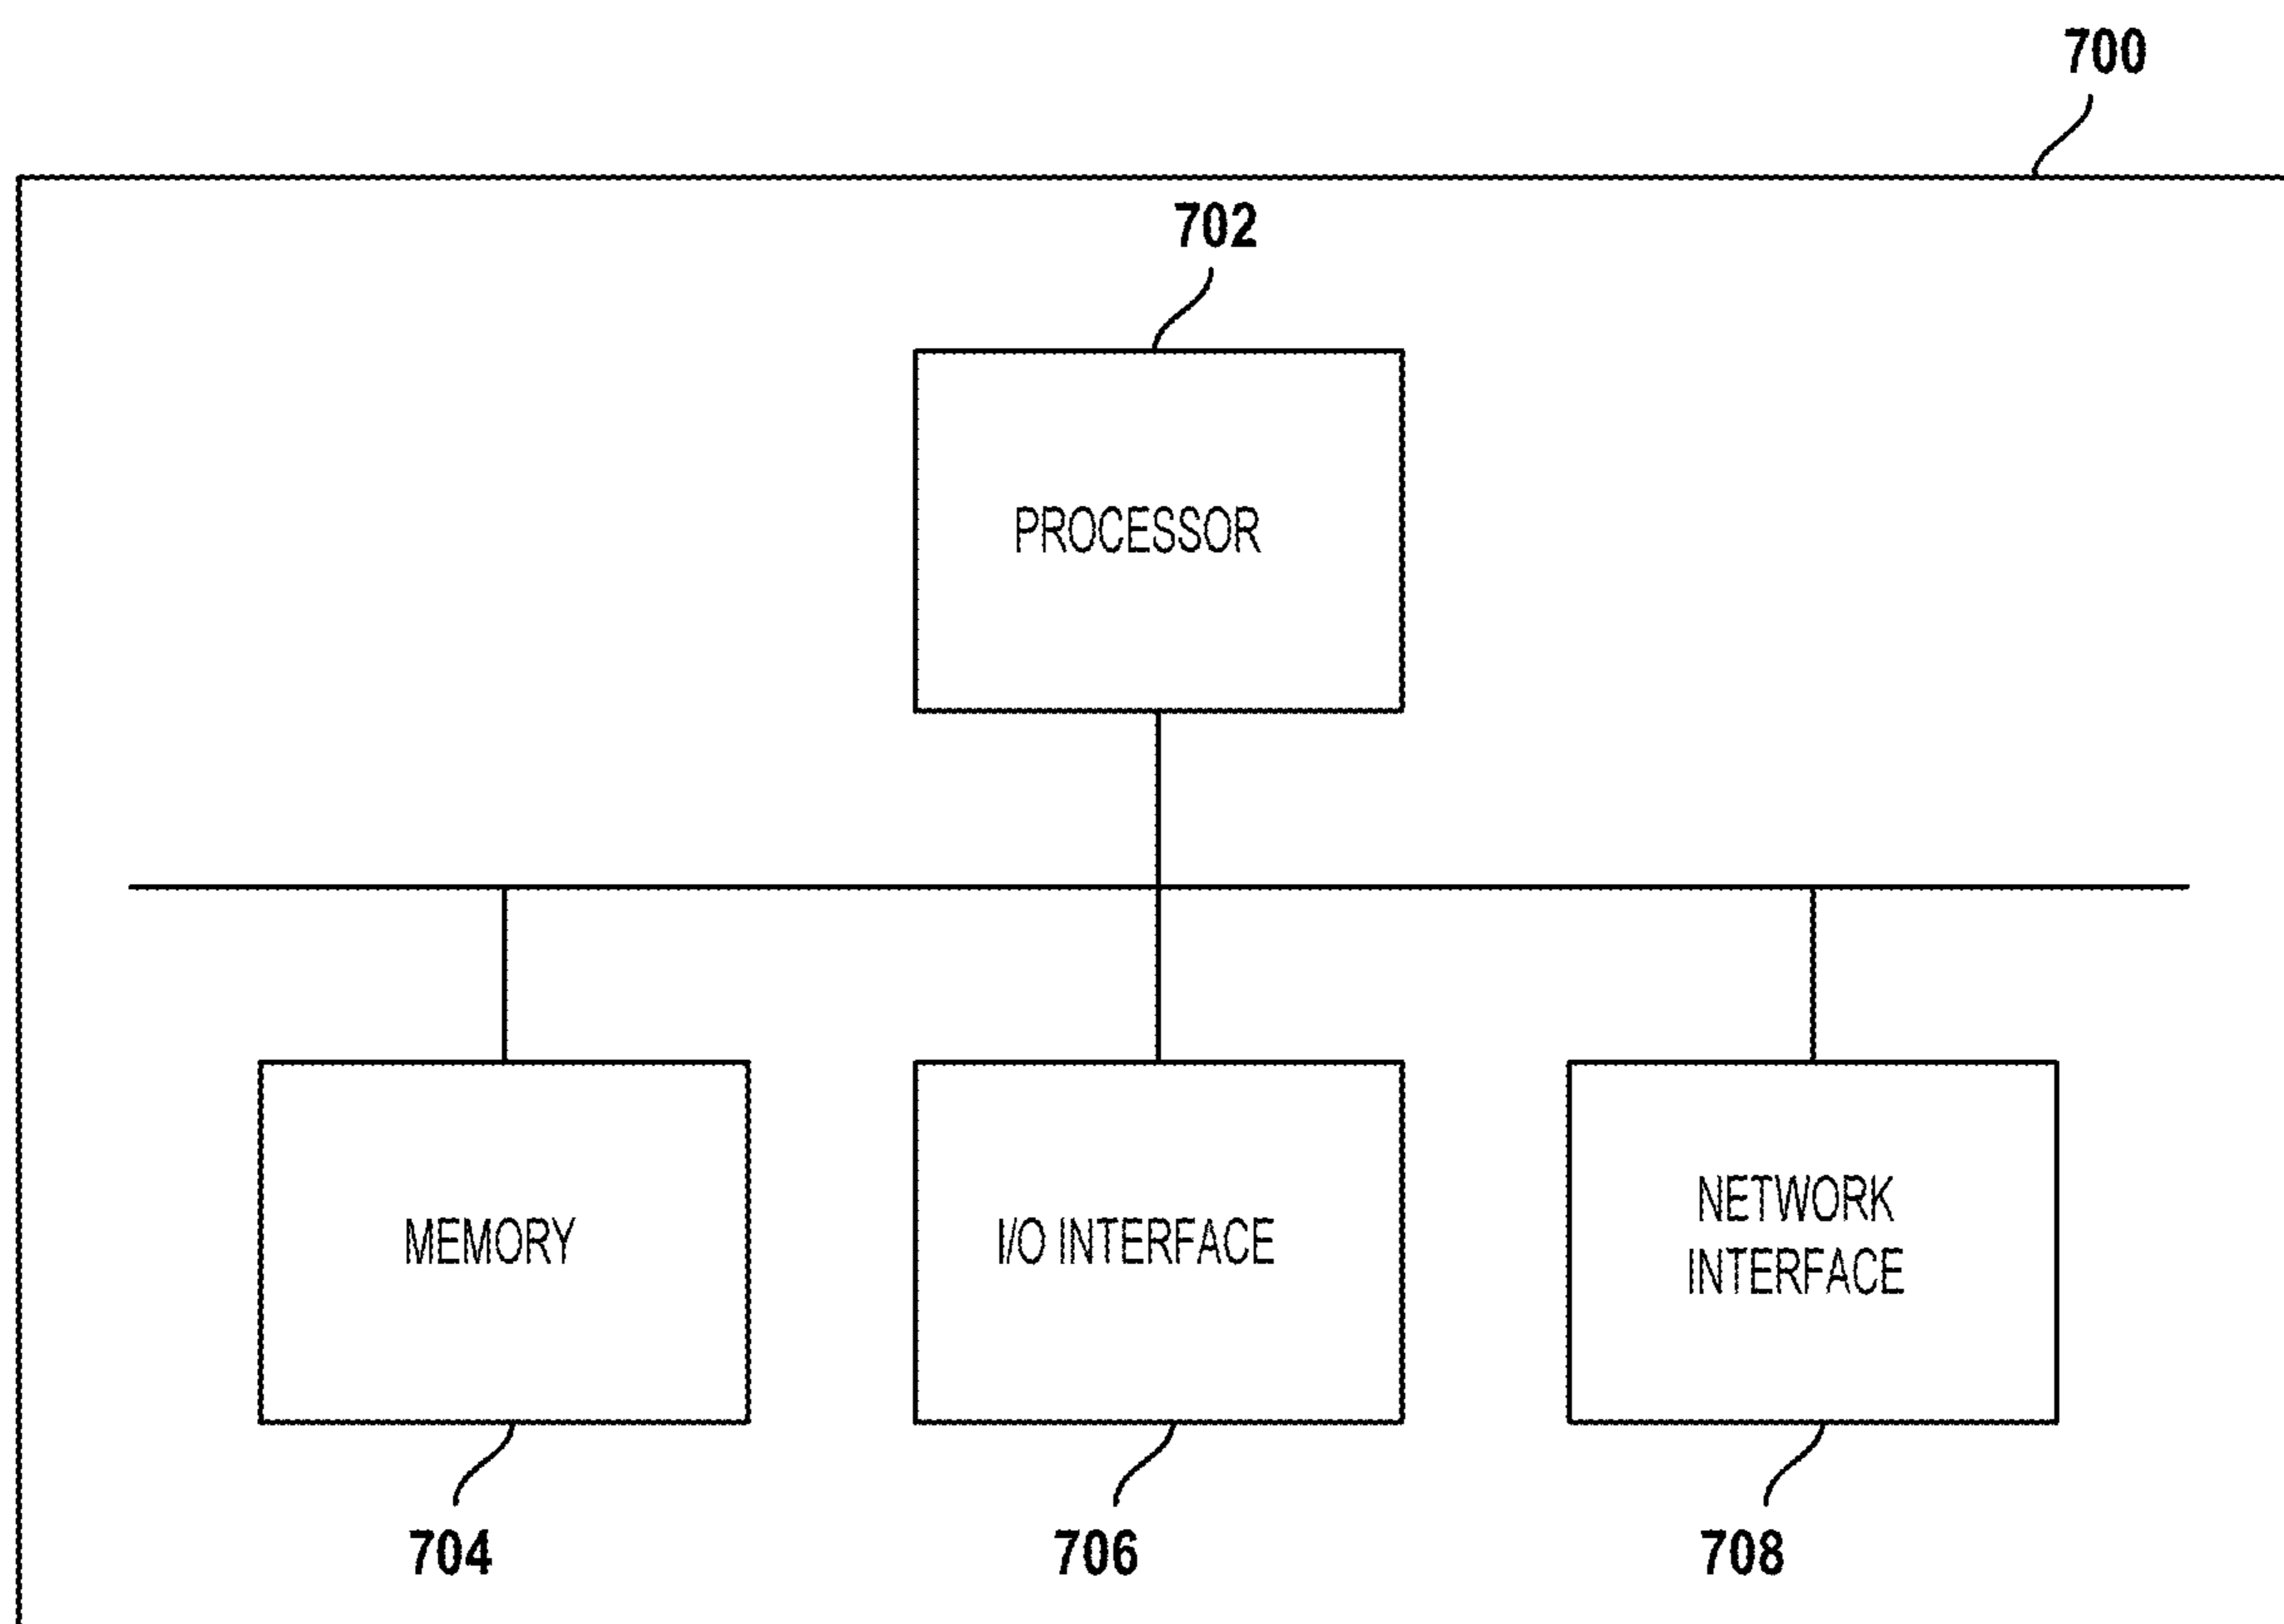 700
702
PROCESSOR
MEMORY
I/O INTERFACE
NETWORK
INTERFACE
704
706
708